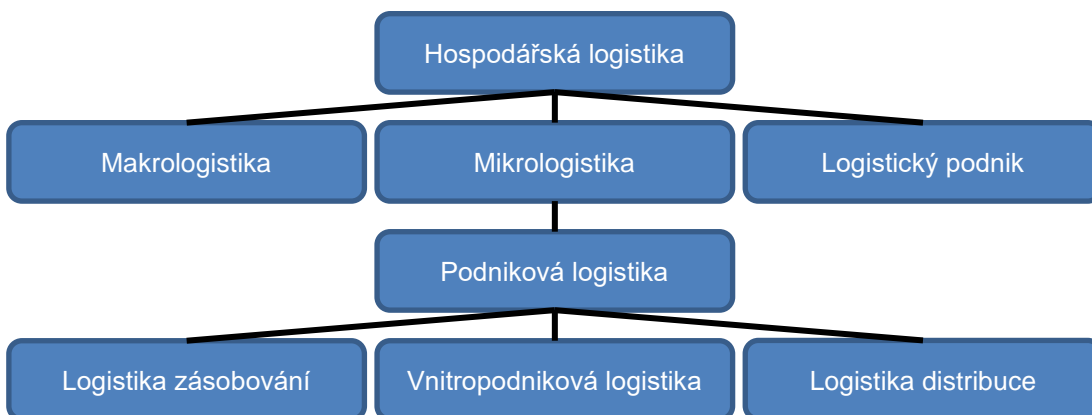 Hospodářská logistika
Makrologistika
Mikrologistika
Logistický podnik
Podniková logistika
Logistika zásobování
Vnitropodniková logistika
Logistika distribuce